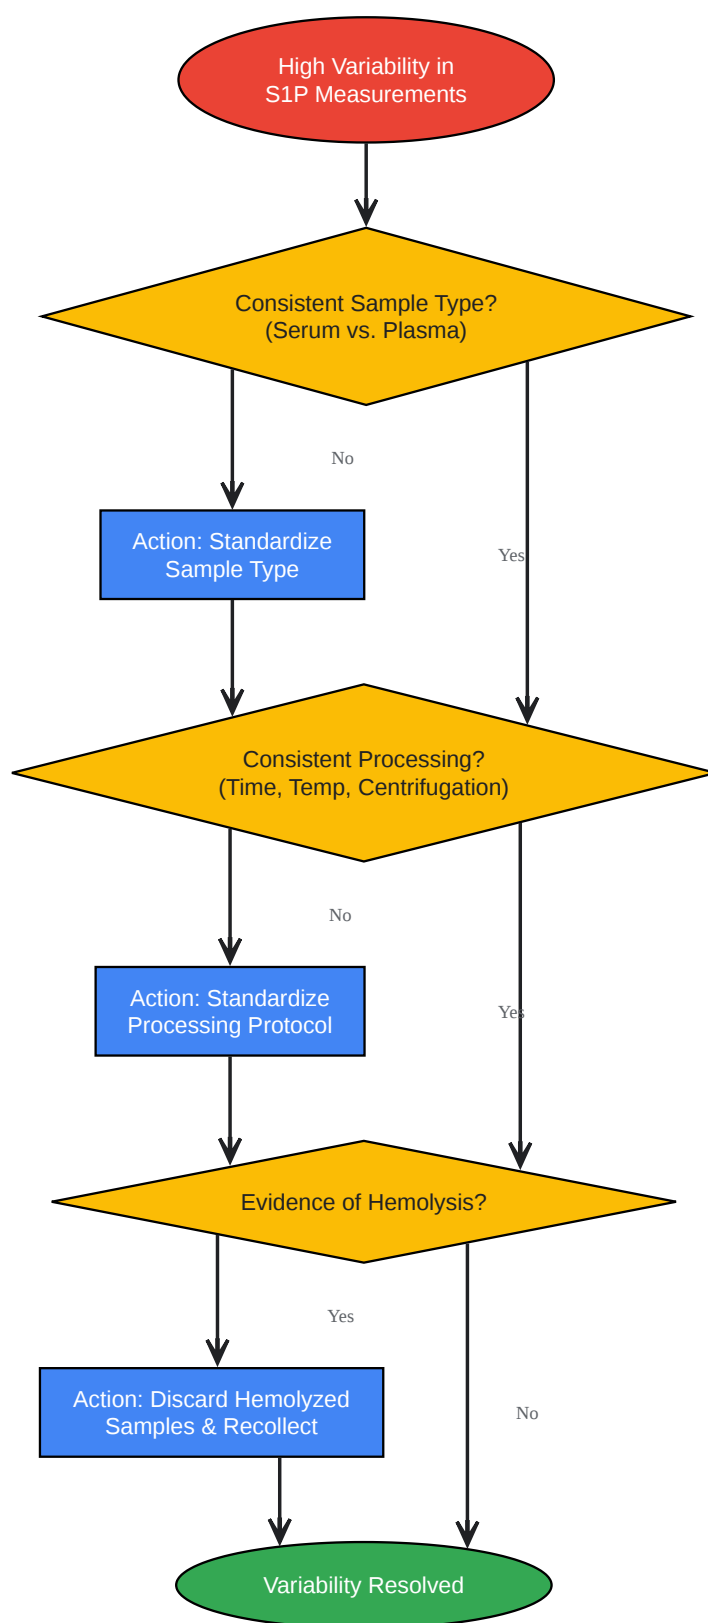 High Variability in
S1P Measurements
Consistent Sample Type?
(Serum vs. Plasma)
No
Action: Standardize
Sample Type
Yes
Consistent Processing?
(Time, Temp, Centrifugation)
No
Action: Standardize
Processing Protocol
Yes
Evidence of Hemolysis?
Yes
Action: Discard Hemolyzed
Samples & Recollect
No
Variability Resolved